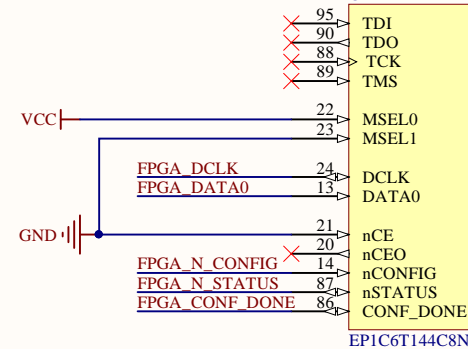 95 TDI
90 TDO
88 TCK
89 TMS
VCC 22 MSEL0
23 MSEL1
FPGA_DCLK 24 DCLK
FPGA_DATA0 13 DATA0
GND 21 nCE
20 nCEO
FPGA_N_CONFIG 14 nCONFIG
FPGA_N_STATUS 87 nSTATUS
FPGA_CONF_DONE 86 CONF_DONE
EP1C6T144C8N